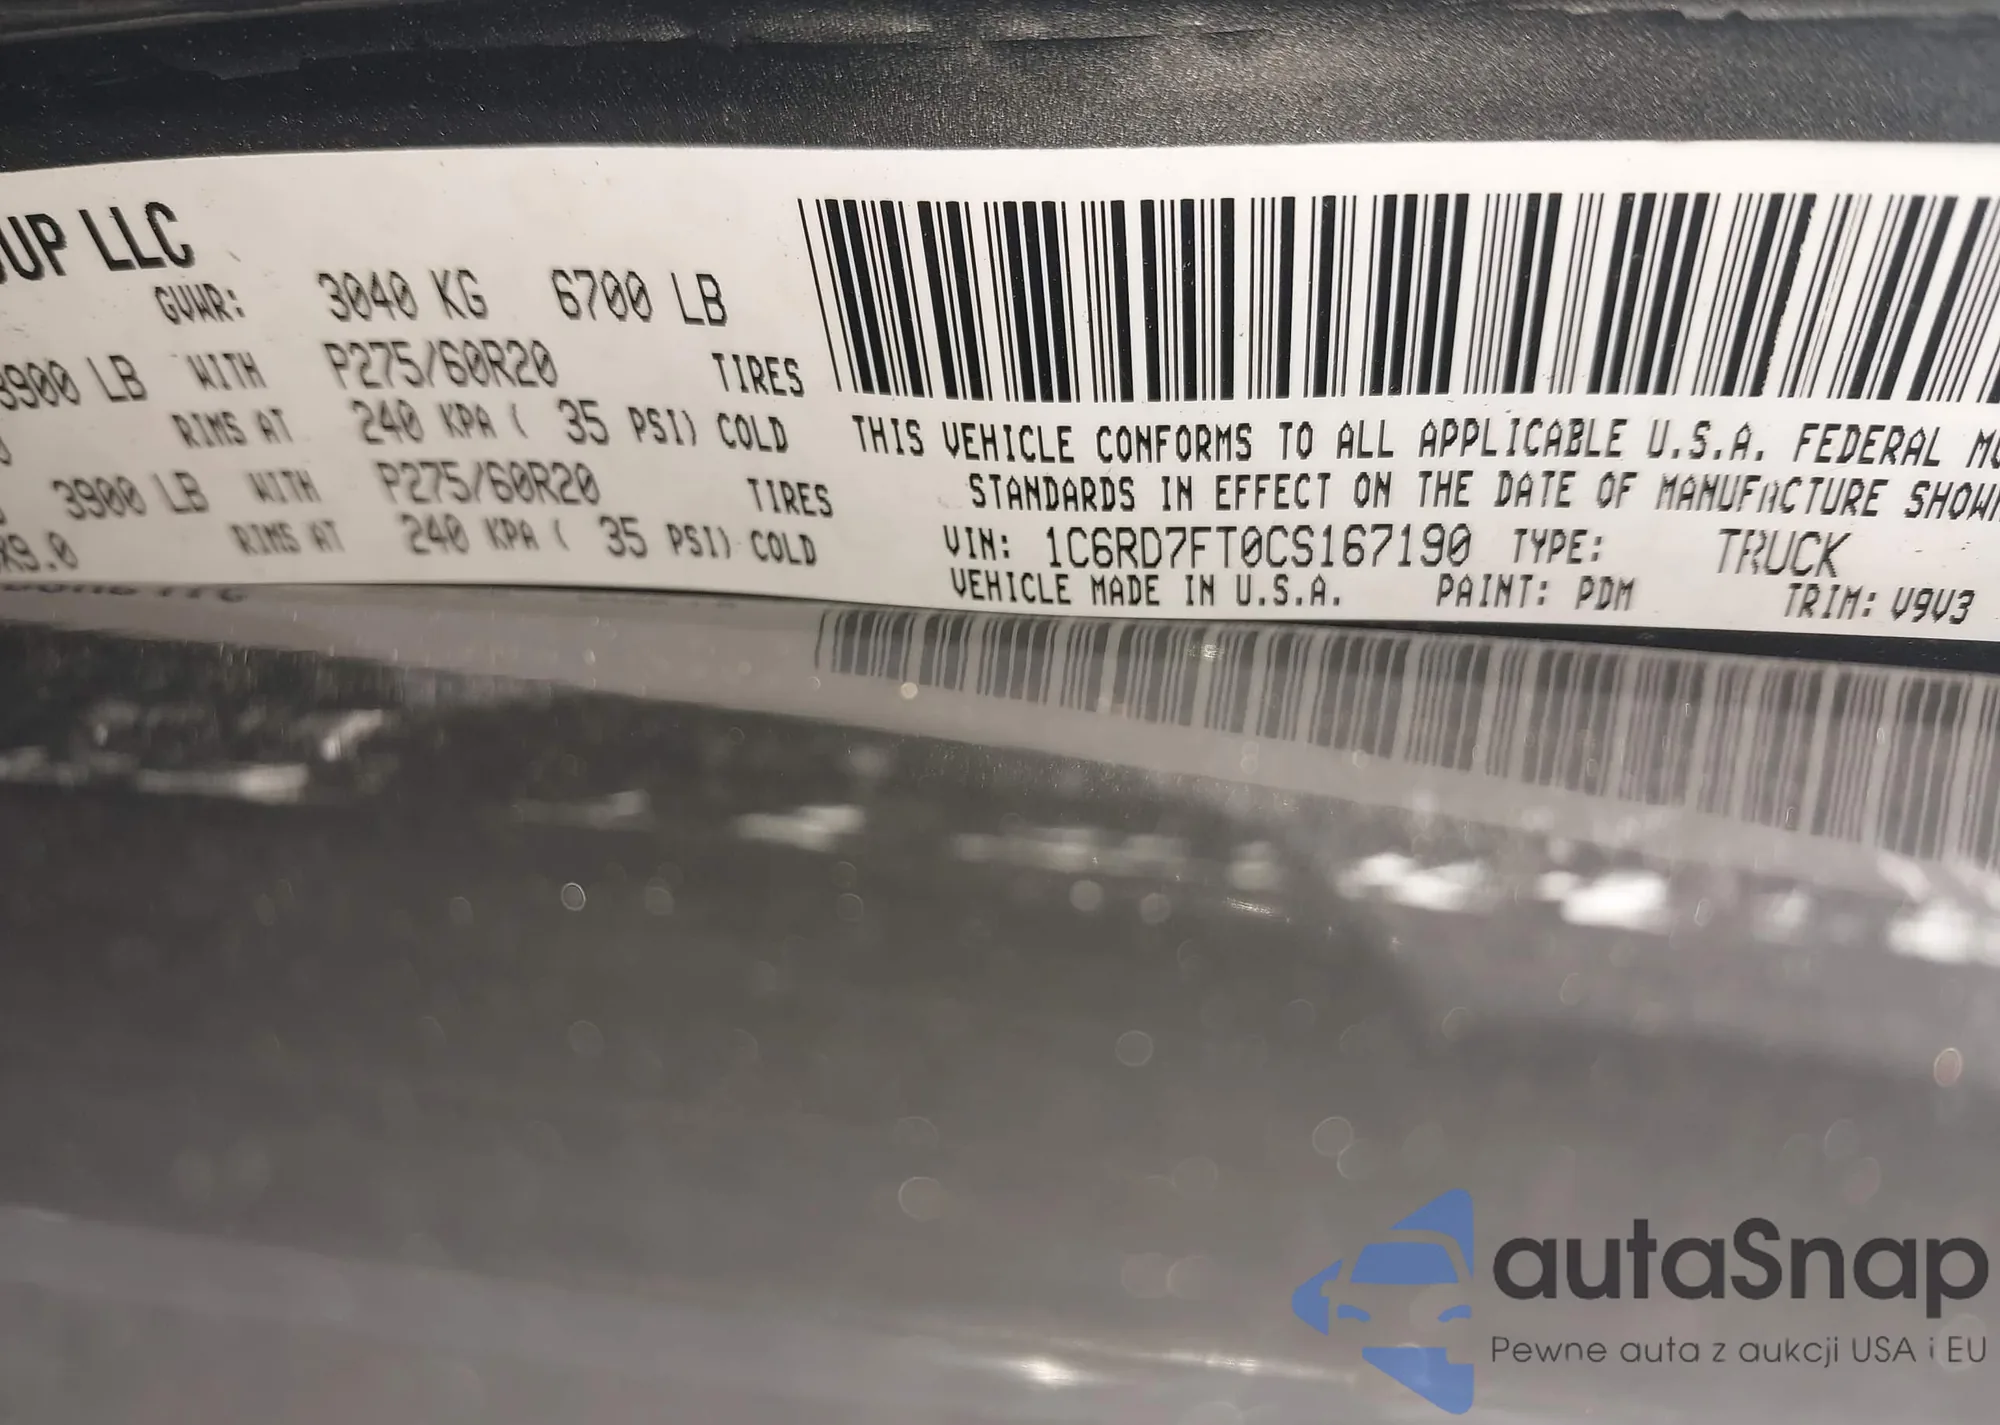 UP LLC
GVWR: 3040 KG 6700 LB
3900 LB WITH P275/60R20 TIRES
RIMS AT 240 KPA ( 35 PSI) COLD
3900 LB WITH P275/60R20 TIRES
X9.0 RIMS AT 240 KPA ( 35 PSI) COLD
THIS VEHICLE CONFORMS TO ALL APPLICABLE U.S.A. FEDERAL MO
STANDARDS IN EFFECT ON THE DATE OF MANUFACTURE SHOWN
VIN: 1C6RD7FT0CS167190 TYPE: TRUCK
VEHICLE MADE IN U.S.A. PAINT: PDM TRIM: V9V3
autaSnap
Pewne auta z aukcji USA i EU